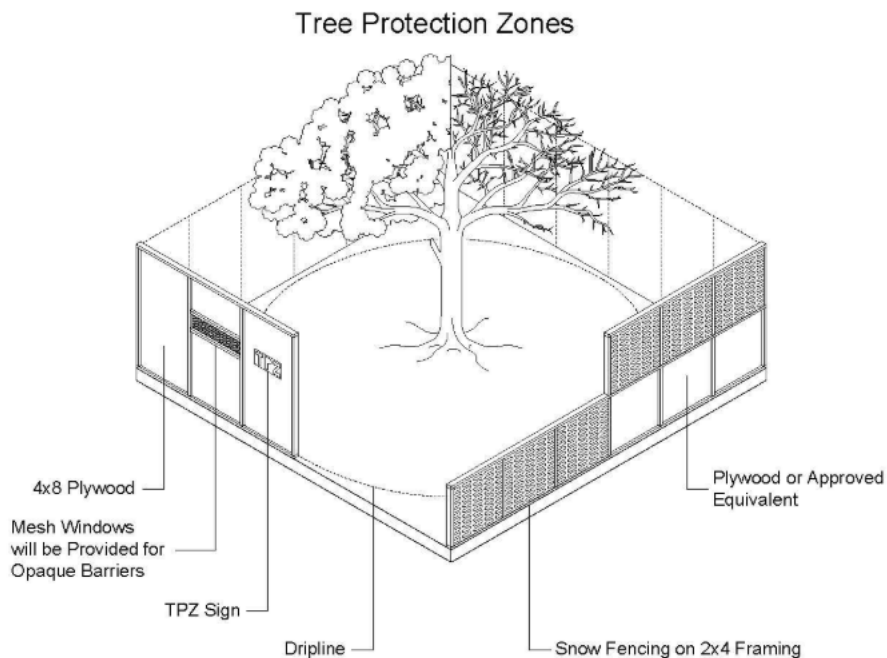 Tree Protection Zones
TPZ
4x8 Plywood
Mesh Windows
will be Provided for
Opaque Barriers
TPZ Sign
Dripline
Snow Fencing on 2x4 Framing
Plywood or Approved
Equivalent